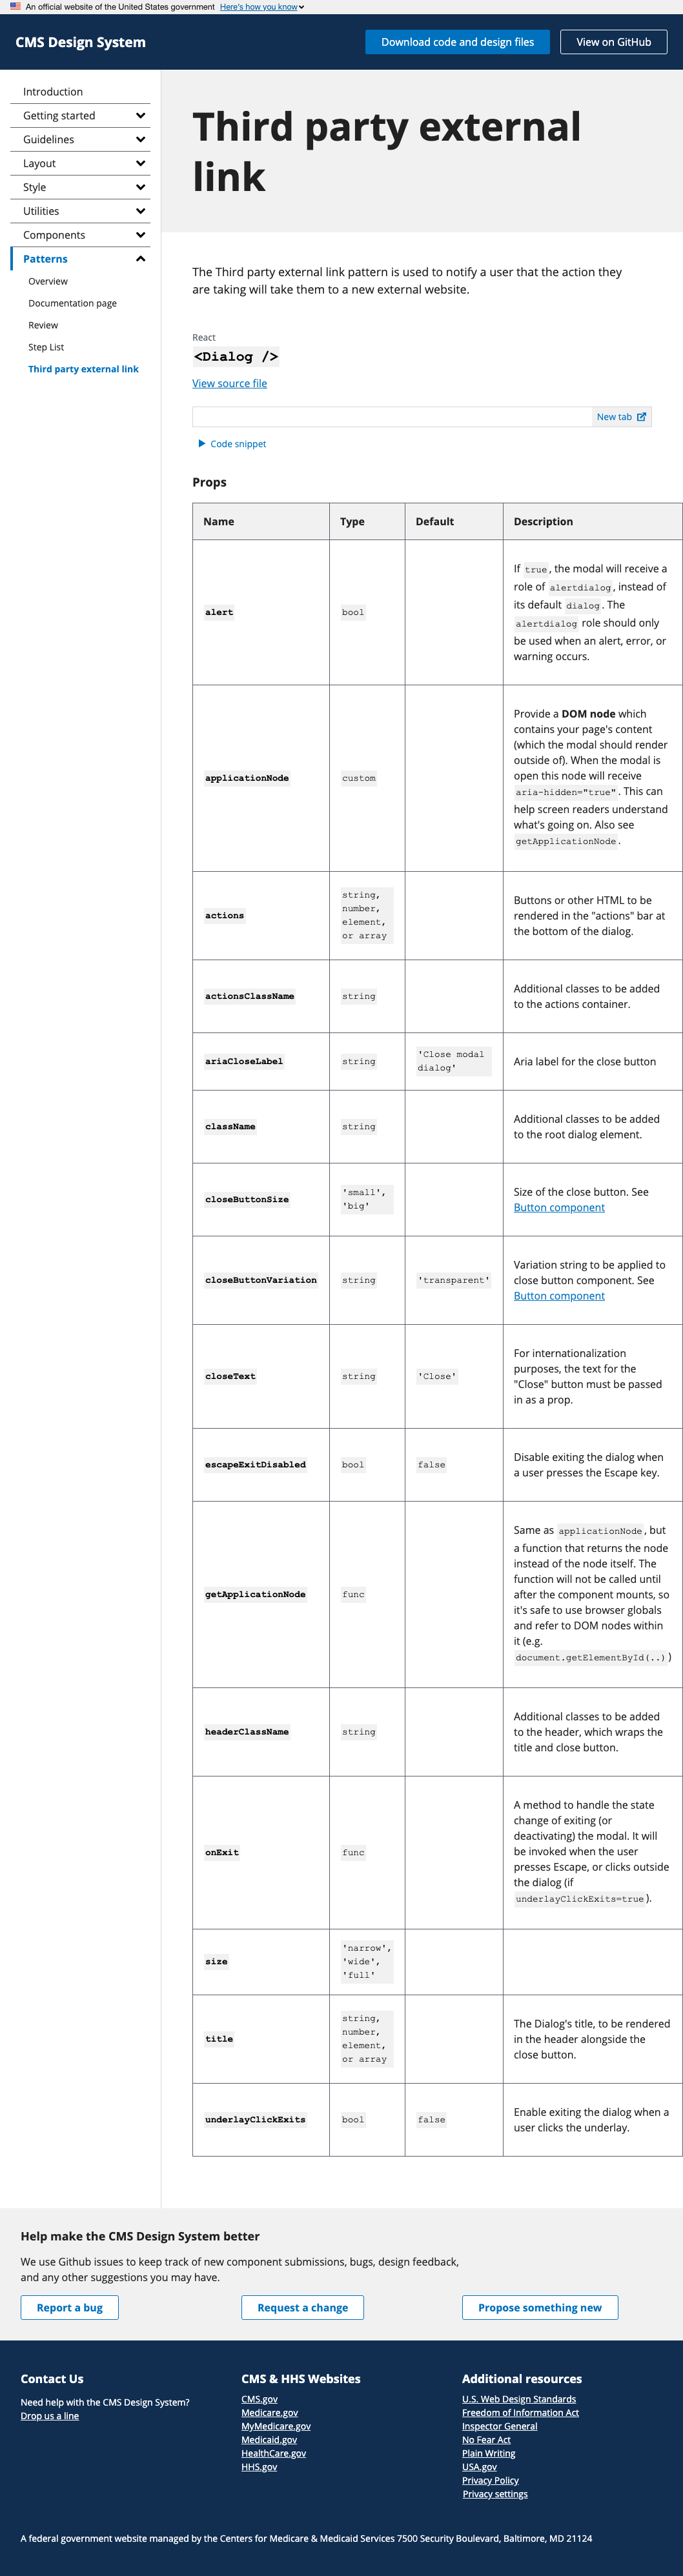 An official website of the United States government Here's how you know
CMS Design System
Download code and design files
View on GitHub
Introduction
Getting started
Guidelines
Layout
Style
Utilities
Components
Patterns
Overview
Documentation page
Review
Step List
Third party external link
Third party external
link
The Third party external link pattern is used to notify a user that the action they
are taking will take them to a new external website.
React
<Dialog />
View source file
New tab
Code snippet
Props
Name Type Default Description
alert bool
If true, the modal will receive a
role of alertdialog, instead of
its default dialog. The
alertdialog role should only
be used when an alert, error, or
warning occurs.
applicationNode custom
Provide a DOM node which
contains your page's content
(which the modal should render
outside of). When the modal is
open this node will receive
aria-hidden="true". This can
help screen readers understand
what's going on. Also see
getApplicationNode.
actions
string,
number,
element,
or array
Buttons or other HTML to be
rendered in the "actions" bar at
the bottom of the dialog.
actionsClassName string
Additional classes to be added
to the actions container.
ariaCloseLabel string
'Close modal
dialog'
Aria label for the close button
className string
Additional classes to be added
to the root dialog element.
closeButtonSize
'small',
'big'
Size of the close button. See
Button component
closeButtonVariation string 'transparent'
Variation string to be applied to
close button component. See
Button component
closeText string 'Close'
For internationalization
purposes, the text for the
"Close" button must be passed
in as a prop.
escapeExitDisabled bool false
Disable exiting the dialog when
a user presses the Escape key.
getApplicationNode func
Same as applicationNode, but
a function that returns the node
instead of the node itself. The
function will not be called until
after the component mounts, so
it's safe to use browser globals
and refer to DOM nodes within
it (e.g.
document.getElementById(..))
headerClassName string
Additional classes to be added
to the header, which wraps the
title and close button.
onExit func
A method to handle the state
change of exiting (or
deactivating) the modal. It will
be invoked when the user
presses Escape, or clicks outside
the dialog (if
underlayClickExits=true).
size
'narrow',
'wide',
'full'
title
string,
number,
element,
or array
The Dialog's title, to be rendered
in the header alongside the
close button.
underlayClickExits bool false
Enable exiting the dialog when a
user clicks the underlay.
Help make the CMS Design System better
We use Github issues to keep track of new component submissions, bugs, design feedback,
and any other suggestions you may have.
Report a bug
Request a change
Propose something new
Contact Us
Need help with the CMS Design System?
Drop us a line
CMS & HHS Websites
CMS.gov
Medicare.gov
MyMedicare.gov
Medicaid.gov
HealthCare.gov
HHS.gov
Additional resources
U.S. Web Design Standards
Freedom of Information Act
Inspector General
No Fear Act
Plain Writing
USA.gov
Privacy Policy
Privacy settings
A federal government website managed by the Centers for Medicare & Medicaid Services 7500 Security Boulevard, Baltimore, MD 21124